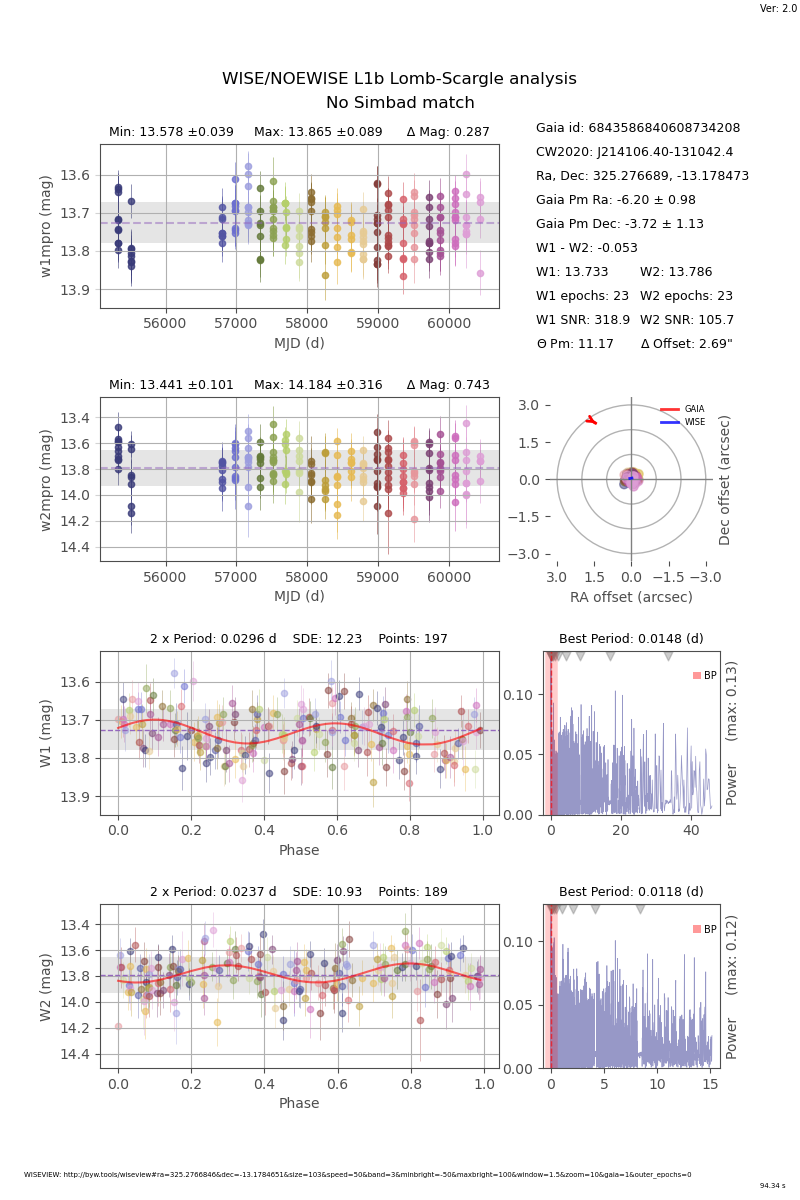 Ver: 2.0
WISE/NOEWISE L1b Lomb-Scargle analysis
No Simbad match
Min: 13.578 ±0.039 Max: 13.865 ±0.089 Δ Mag: 0.287
w1mpro (mag)
13.6
13.7
13.8
13.9
56000 57000 58000 59000 60000
MJD (d)
Gaia id: 6843586840608734208
CW2020: J214106.40-131042.4
Ra, Dec: 325.276689, -13.178473
Gaia Pm Ra: -6.20 ± 0.98
Gaia Pm Dec: -3.72 ± 1.13
W1 - W2: -0.053
W1: 13.733 W2: 13.786
W1 epochs: 23 W2 epochs: 23
W1 SNR: 318.9 W2 SNR: 105.7
Θ Pm: 11.17 Δ Offset: 2.69"
Min: 13.441 ±0.101 Max: 14.184 ±0.316 Δ Mag: 0.743
w2mpro (mag)
13.4
13.6
13.8
14.0
14.2
14.4
56000 57000 58000 59000 60000
MJD (d)
GAIA
WISE
3.0
1.5
0.0
−1.5
−3.0
3.0 1.5 0.0 −1.5 −3.0
RA offset (arcsec)
Dec offset (arcsec)
2 x Period: 0.0296 d SDE: 12.23 Points: 197
W1 (mag)
13.6
13.7
13.8
13.9
0.0 0.2 0.4 0.6 0.8 1.0
Phase
Best Period: 0.0148 (d)
BP
0.10
0.05
0.00
0 20 40
Power (max: 0.13)
2 x Period: 0.0237 d SDE: 10.93 Points: 189
W2 (mag)
13.4
13.6
13.8
14.0
14.2
14.4
0.0 0.2 0.4 0.6 0.8 1.0
Phase
Best Period: 0.0118 (d)
BP
0.10
0.05
0.00
0 5 10 15
Power (max: 0.12)
WISEVIEW: http://byw.tools/wiseview#ra=325.2766846&dec=-13.1784651&size=103&speed=50&band=3&minbright=-50&maxbright=100&window=1.5&zoom=10&gaia=1&outer_epochs=0
94.34 s